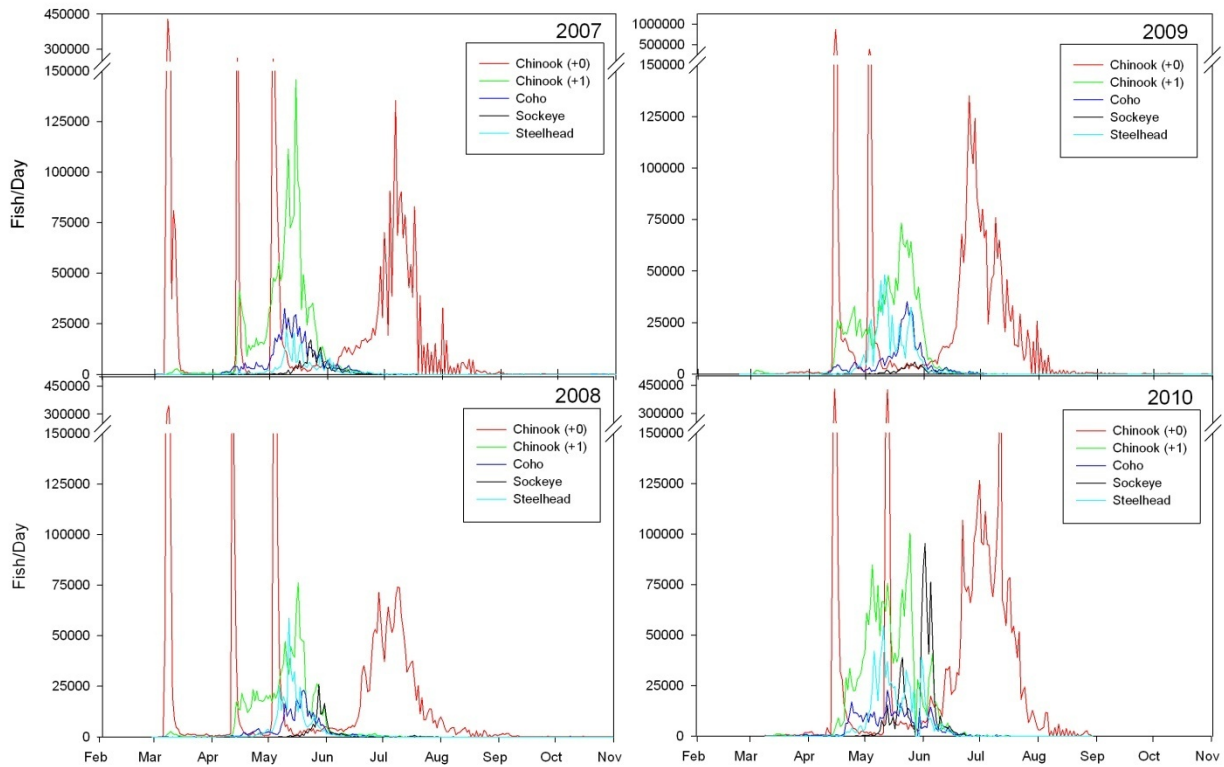 2007
450000
300000
150000
125000
100000
75000
50000
25000
0
Fish/Day
Chinook (+0)
Chinook (+1)
Coho
Sockeye
Steelhead
2009
1000000
500000
150000
125000
100000
75000
50000
25000
0
Chinook (+0)
Chinook (+1)
Coho
Sockeye
Steelhead
2008
450000
300000
150000
125000
100000
75000
50000
25000
0
Fish/Day
Chinook (+0)
Chinook (+1)
Coho
Sockeye
Steelhead
Feb Mar Apr May Jun Jul Aug Sep Oct Nov
2010
450000
300000
150000
125000
100000
75000
50000
25000
0
Chinook (+0)
Chinook (+1)
Coho
Sockeye
Steelhead
Feb Mar Apr May Jun Jul Aug Sep Oct Nov